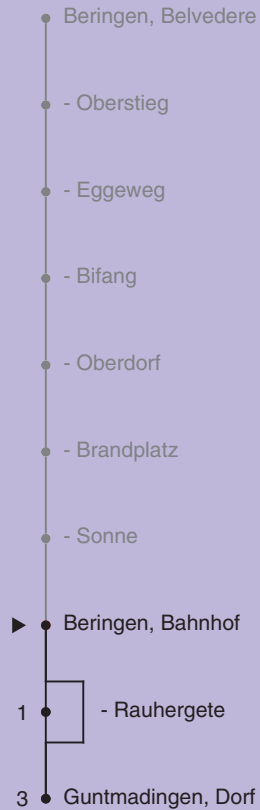 Beringen, Belvedere
- Oberstieg
- Eggeweg
- Bifang
- Oberdorf
- Brandplatz
- Sonne
Beringen, Bahnhof
1 - Rauhergete
3 Guntmadingen, Dorf